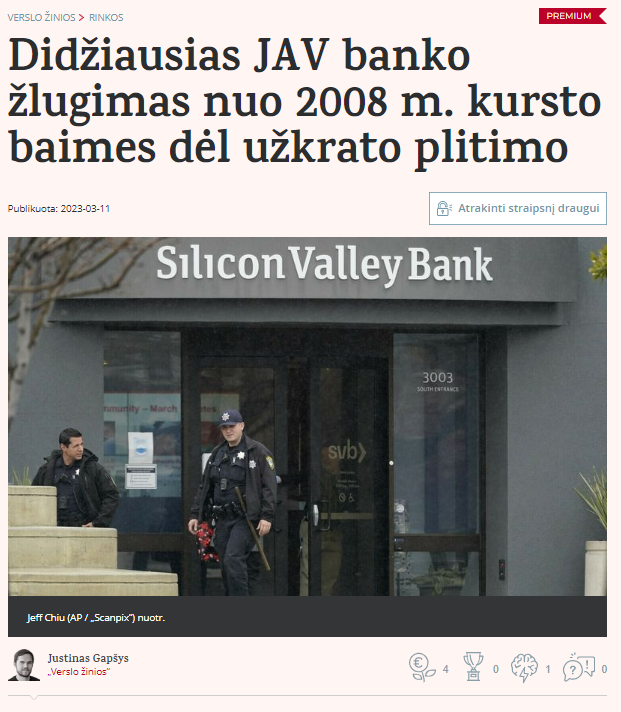 VERSLO ŽINIOS > RINKOS
PREMIUM
Didžiausias JAV banko
žlugimas nuo 2008 m. kursto
baimes dėl užkrato plitimo
Publikuota: 2023-03-11
Atrakinti straipsnį draugui
Silicon Valley Bank
3003
SOUTH ENTRANCE
mmunity – March
svb>
Jeff Chiu (AP / „Scanpix“) nuotr.
Justinas Gapšys
„Verslo žinios“
4
0
1
0